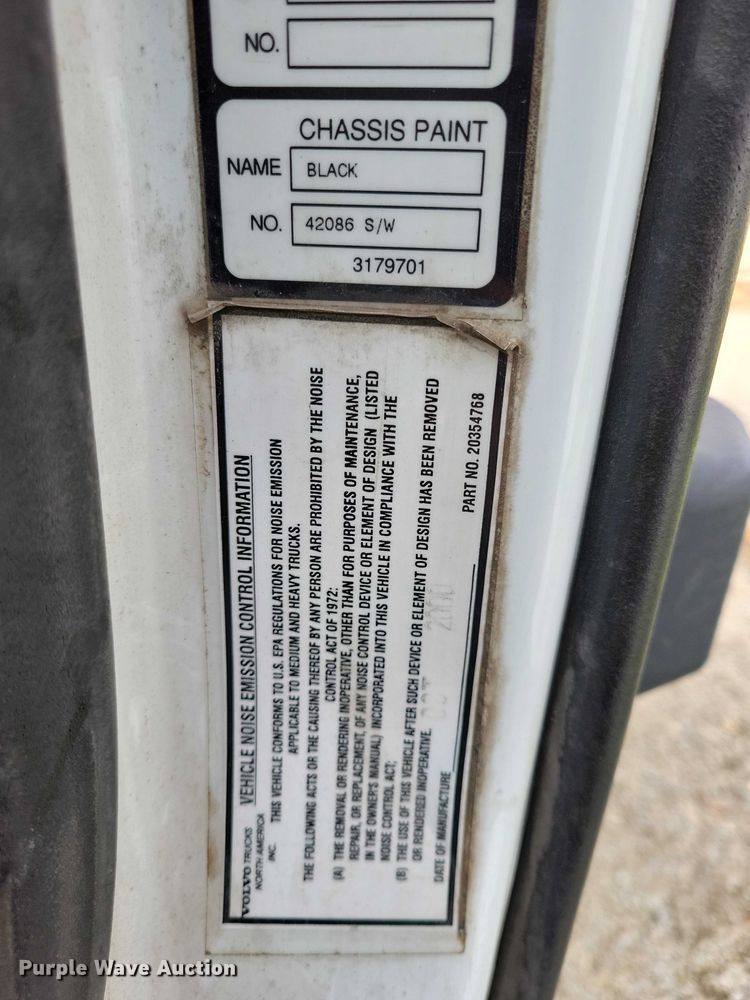 NO.
CHASSIS PAINT
NAME BLACK
NO. 42086 S/W
3179701
VOLVO TRUCKS
NORTH AMERICA
INC.
VEHICLE NOISE EMISSION CONTROL INFORMATION
THIS VEHICLE CONFORMS TO U.S. EPA REGULATIONS FOR NOISE EMISSION
APPLICABLE TO MEDIUM AND HEAVY TRUCKS.
THE FOLLOWING ACTS OR THE CAUSING THEREOF BY ANY PERSON ARE PROHIBITED BY THE NOISE
CONTROL ACT OF 1972:
(A) THE REMOVAL OR RENDERING INOPERATIVE, OTHER THAN FOR PURPOSES OF MAINTENANCE,
REPAIR, OR REPLACEMENT, OF ANY NOISE CONTROL DEVICE OR ELEMENT OF DESIGN (LISTED
IN THE OWNER'S MANUAL) INCORPORATED INTO THIS VEHICLE IN COMPLIANCE WITH THE
NOISE CONTROL ACT;
(B) THE USE OF THIS VEHICLE AFTER SUCH DEVICE OR ELEMENT OF DESIGN HAS BEEN REMOVED
OR RENDERED INOPERATIVE.
DATE OF MANUFACTURE
PART NO. 20354768
Purple Wave Auction